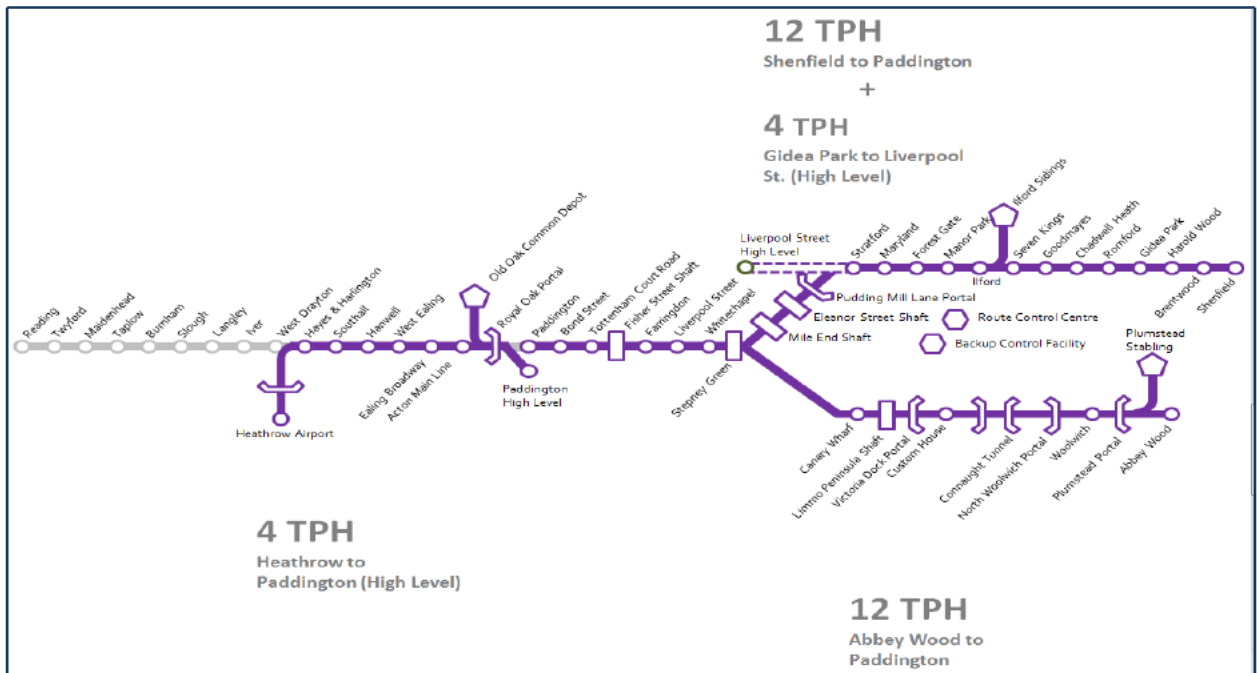 12 TPH
Shenfield to Paddington
+
4 TPH
Gidea Park to Liverpool
St. (High Level)
Reading
Twyford
Maidenhead
Taplow
Burnham
Slough
Langley
Iver
West Drayton
Hayes & Harlington
Southall
Hanwell
West Ealing
Ealing Broadway
Acton Main Line
Old Oak Common Depot
Royal Oak Portal
Paddington
Bond Street
Tottenham Court Road
Fisher Street Shaft
Farringdon
Liverpool Street
Whitechapel
Stepney Green
Liverpool Street
High Level
Stratford
Maryland
Forest Gate
Manor Park
Ilford
Ilford Sidings
Seven Kings
Goodmayes
Chadwell Heath
Romford
Gidea Park
Harold Wood
Brentwood
Shenfield
Pudding Mill Lane Portal
Eleanor Street Shaft
Mile End Shaft
Route Control Centre
Backup Control Facility
Plumstead
Stabling
Paddington
High Level
Heathrow Airport
Canary Wharf
Limmo Peninsula Shaft
Victoria Dock Portal
Custom House
Connaught Tunnel
North Woolwich Portal
Woolwich
Plumstead Portal
Abbey Wood
4 TPH
Heathrow to
Paddington (High Level)
12 TPH
Abbey Wood to
Paddington